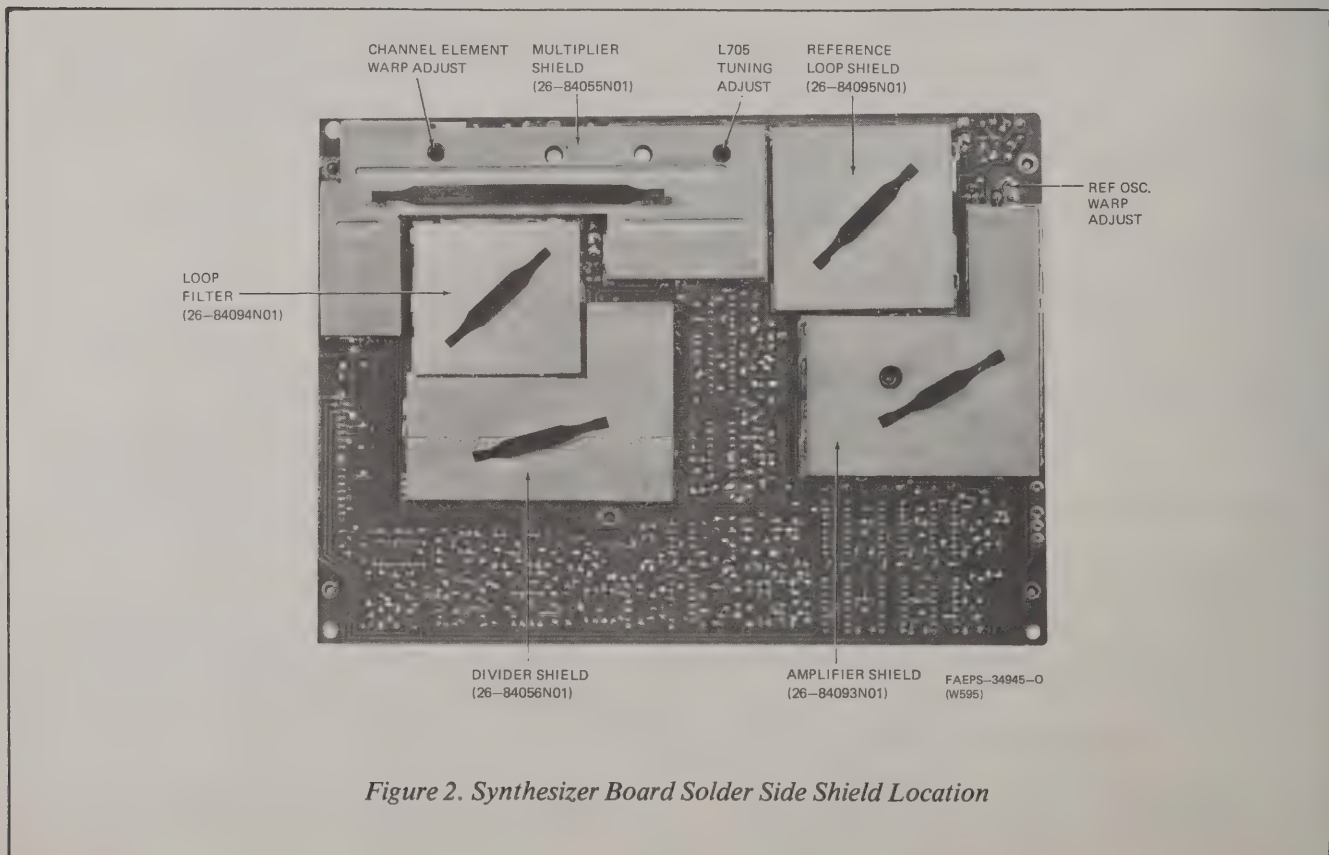 CHANNEL ELEMENT
WARP ADJUST
MULTIPLIER
SHIELD
(26-84055N01)
L705
TUNING
ADJUST
REFERENCE
LOOP SHIELD
(26-84095N01)
REF OSC.
WARP
ADJUST
LOOP
FILTER
(26-84094N01)
DIVIDER SHIELD
(26-84056N01)
AMPLIFIER SHIELD
(26-84093N01)
FAEPS-34945-O
(W595)
Figure 2. Synthesizer Board Solder Side Shield Location